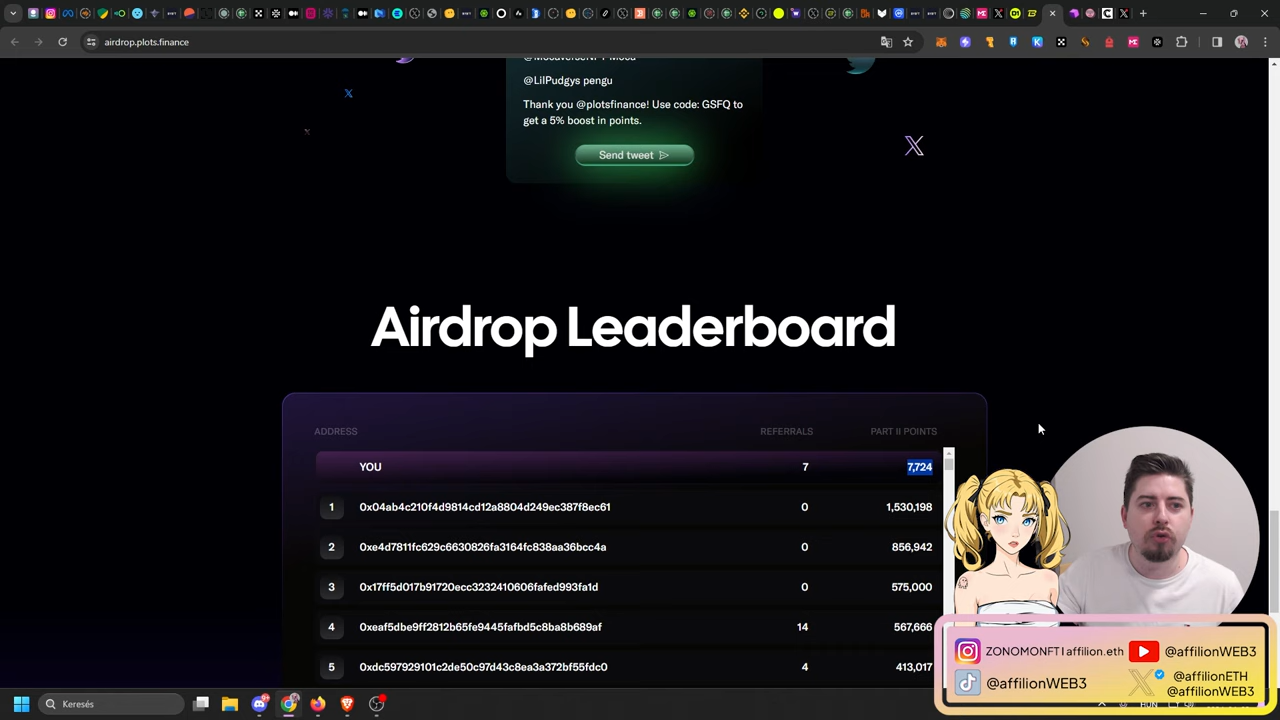 airdrop.plots.finance
@LilPudgys pengu
Thank you @plotsfinance! Use code: GSFQ to
get a 5% boost in points.
Send tweet
Airdrop Leaderboard
ADDRESS REFERRALS PART II POINTS
YOU 7 7,724
1 0x04ab4c210f4d9814cd12a8804d249ec387f8ec61 0 1,530,198
2 0xe4d7811fc629c6630826fa3164fc838aa36bcc4a 0 856,942
3 0x17ff5d017b91720ecc3232410606fafed993fa1d 0 575,000
4 0xeaf5dbe9ff2812b65fe9445fafbd5c8ba8b689af 14 567,666
5 0xdc597929101c2de50c97d43c8ea3a372bf55fdc0 4 413,017
ZONOMONFT | affilion.eth
@affilionWEB3
@affilionWEB3
@affilionETH
@affilionWEB3
Keresés
HUN